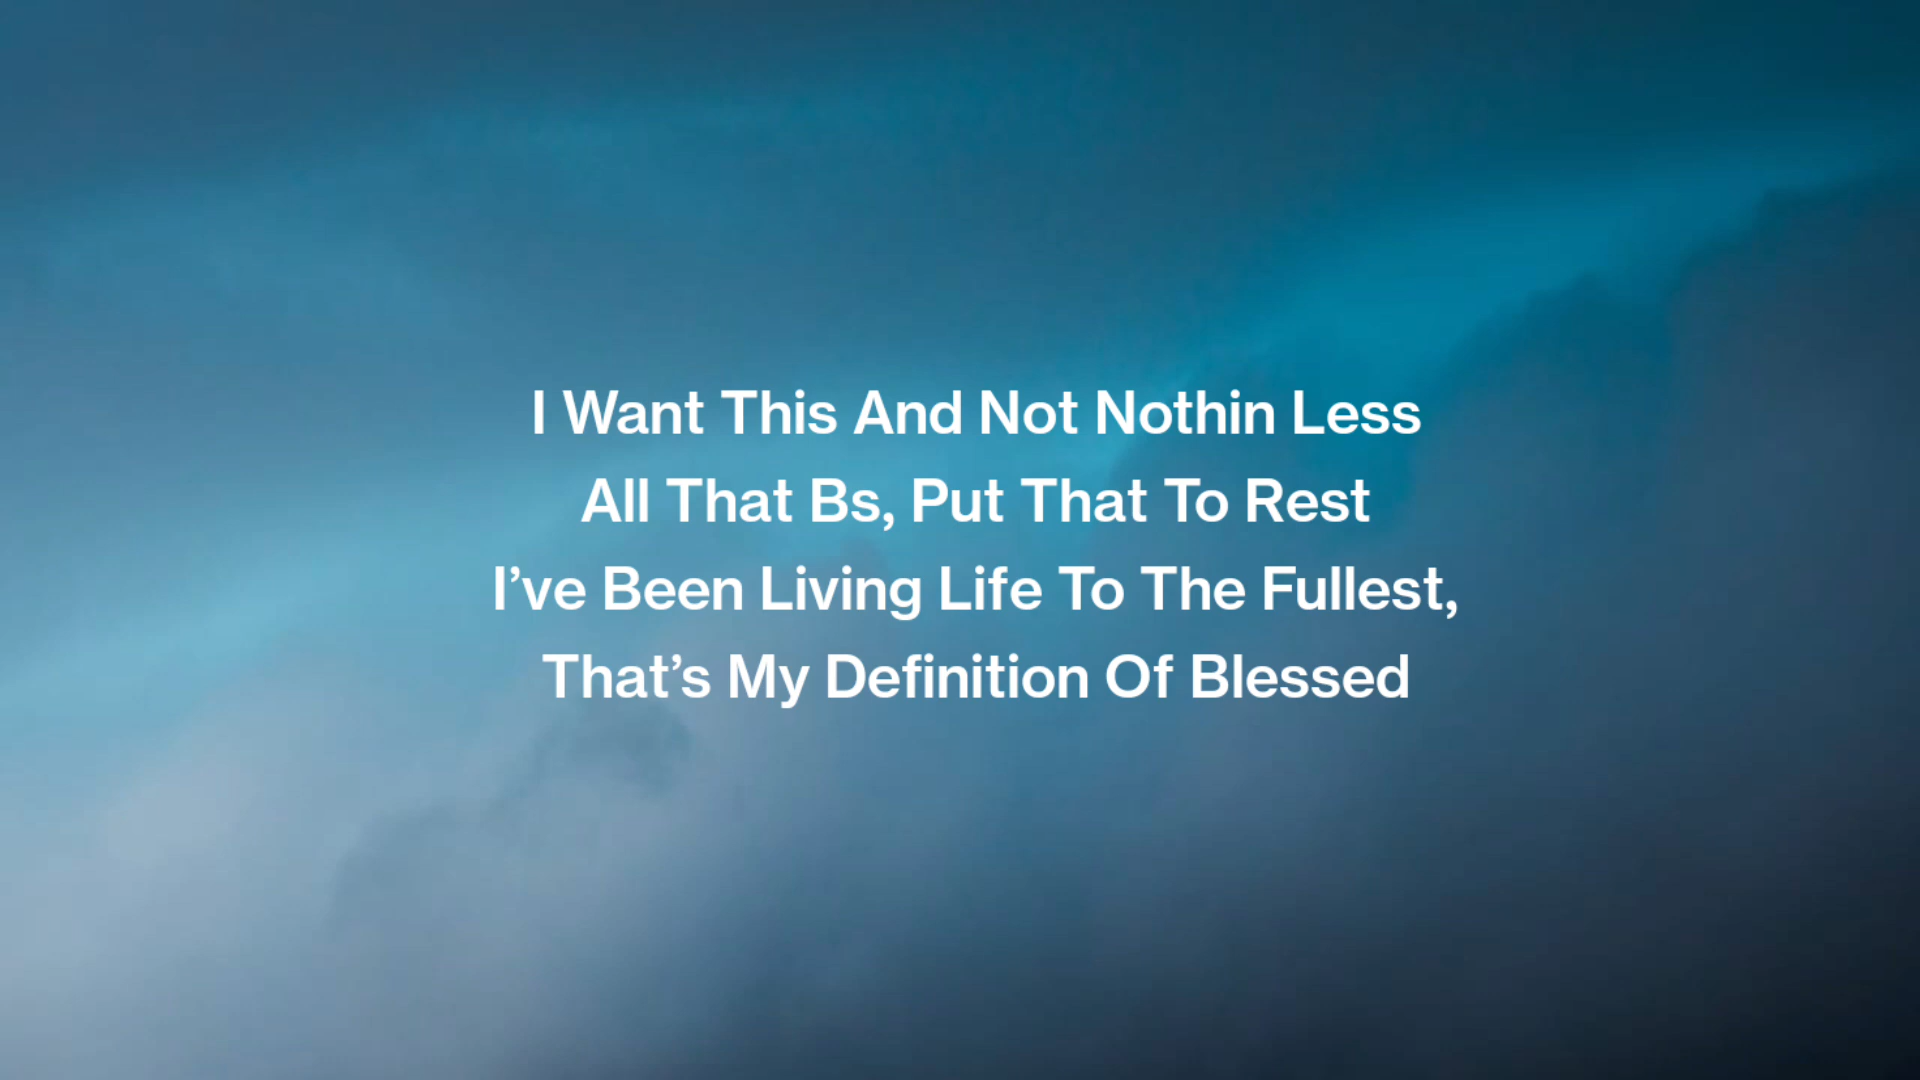 I Want This And Not Nothin Less
All That Bs, Put That To Rest
I’ve Been Living Life To The Fullest,
That’s My Definition Of Blessed